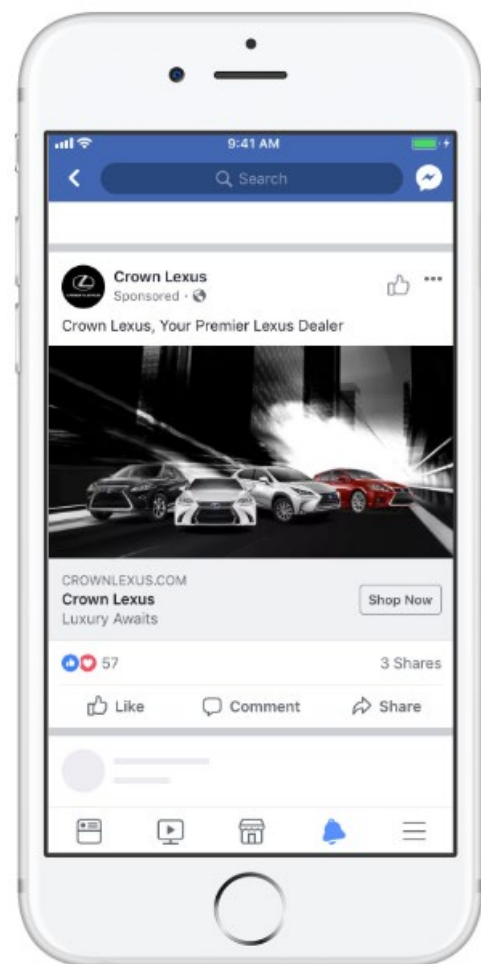 9:41 AM
Search
Crown Lexus
Sponsored ·
Crown Lexus, Your Premier Lexus Dealer
CROWNLEXUS.COM
Crown Lexus
Luxury Awaits
Shop Now
57
3 Shares
Like
Comment
Share